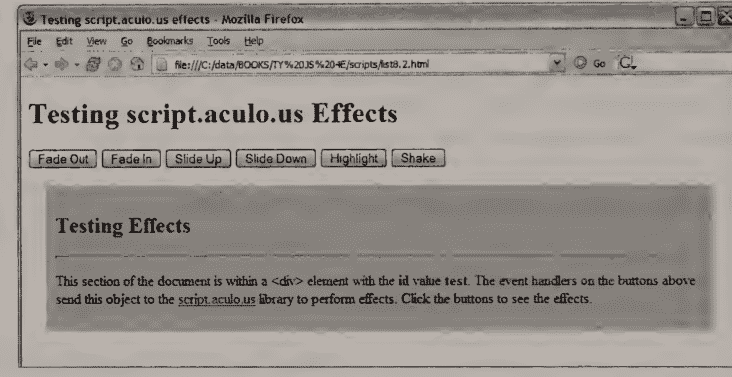 Testing script.aculo.us effects - Mozilla Firefox
File Edit View Go Bookmarks Tools Help
file:///C:/data/BOOKS/TY%20JS%204E/scripts/list8.2.html Go G
Testing script.aculo.us Effects
Fade Out Fade In Slide Up Slide Down Highlight Shake
Testing Effects
This section of the document is within a <div> element with the id value test. The event handlers on the buttons above
send this object to the script.aculo.us library to perform effects. Click the buttons to see the effects.